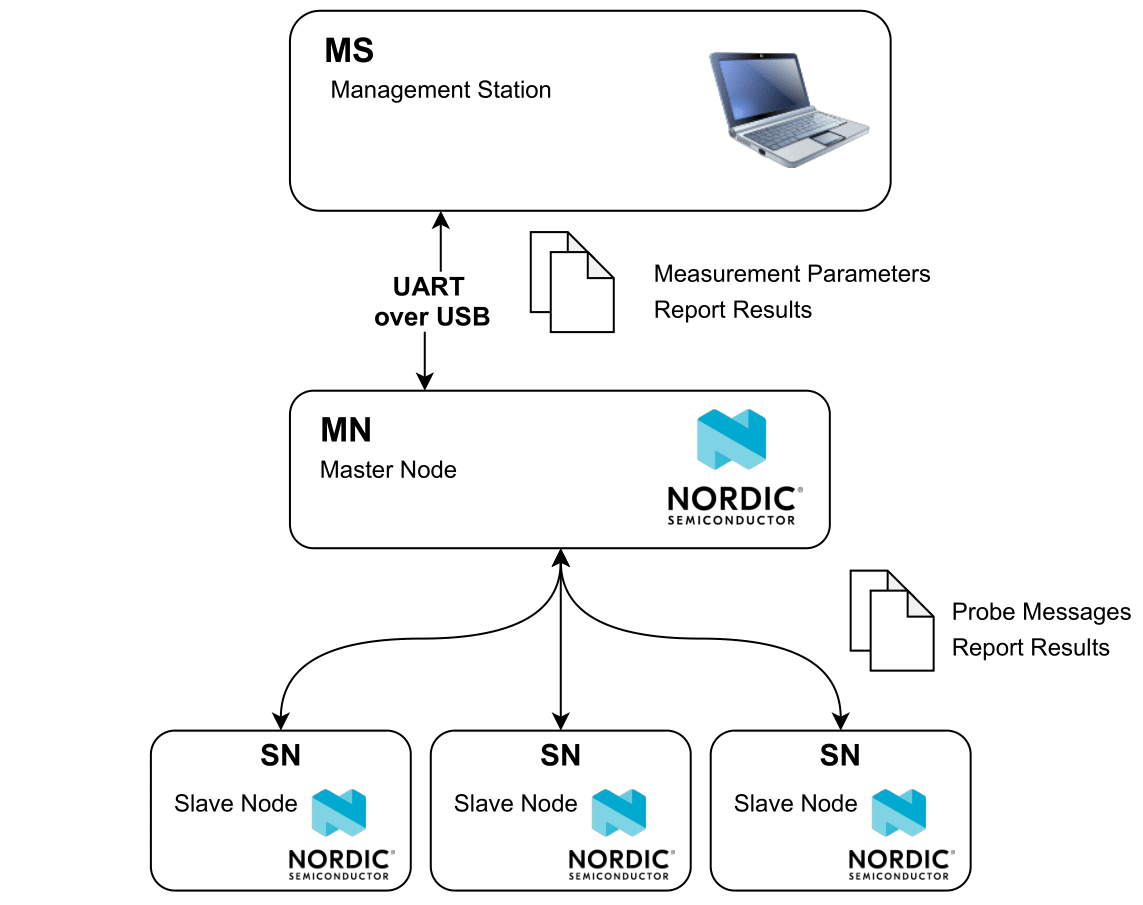 MS
Management Station
UART
over USB
Measurement Parameters
Report Results
MN
Master Node
NORDIC®
SEMICONDUCTOR
Probe Messages
Report Results
SN
Slave Node
NORDIC®
SEMICONDUCTOR
SN
Slave Node
NORDIC®
SEMICONDUCTOR
SN
Slave Node
NORDIC®
SEMICONDUCTOR